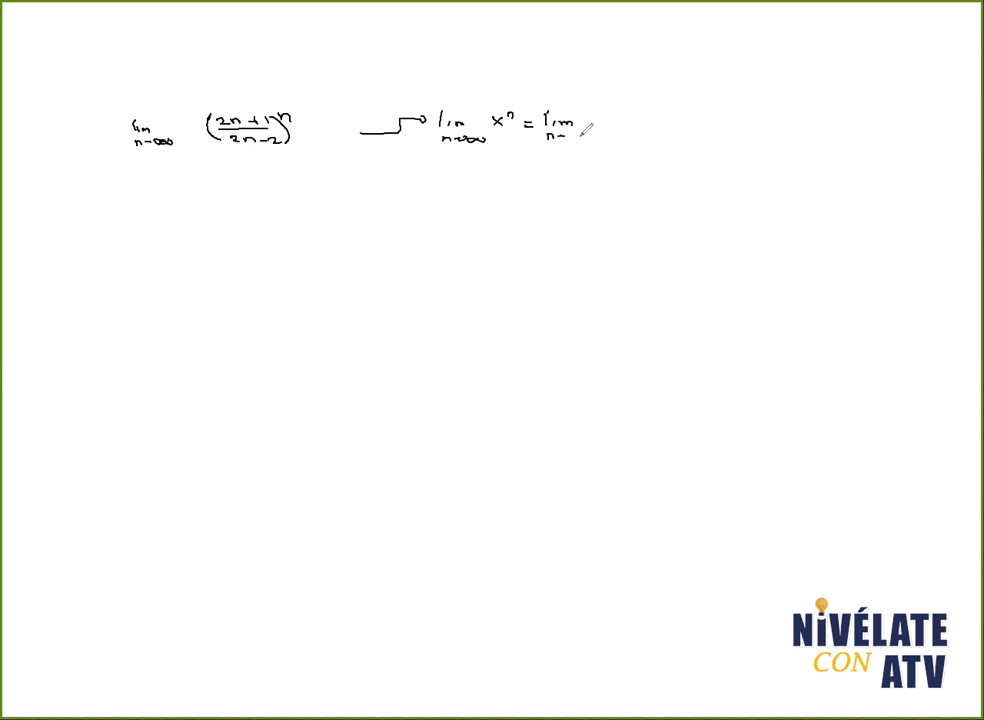 lim n→∞ (2n+1 / 2n-2)^n → lim n→∞ x^n = lim n-
NIVÉLATE
CON
ATV